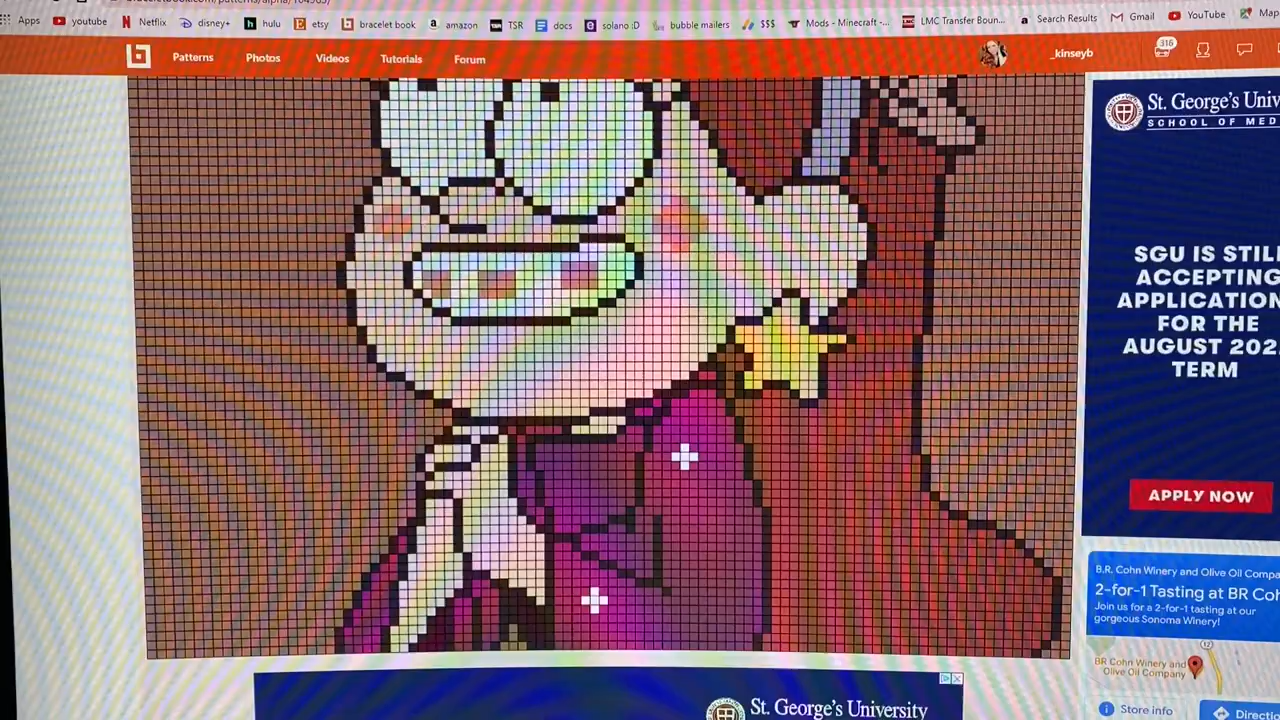 Apps youtube Netflix disney+ hulu etsy bracelet book amazon TSR docs solano :D bubble mailers $$$ Mods - Minecraft -... LMC Transfer Boun... Search Results Gmail YouTube
Patterns Photos Videos Tutorials Forum _kinseyb 316
St. George's Univ
SCHOOL OF MED
SGU IS STILL
ACCEPTING
APPLICATION
FOR THE
AUGUST 202
TERM
APPLY NOW
B.R. Cohn Winery and Olive Oil Compa
2-for-1 Tasting at BR Coh
Join us for a 2-for-1 tasting at our
gorgeous Sonoma Winery!
12
BR Cohn Winery and
Olive Oil Company
Store info Directio
St. George's University